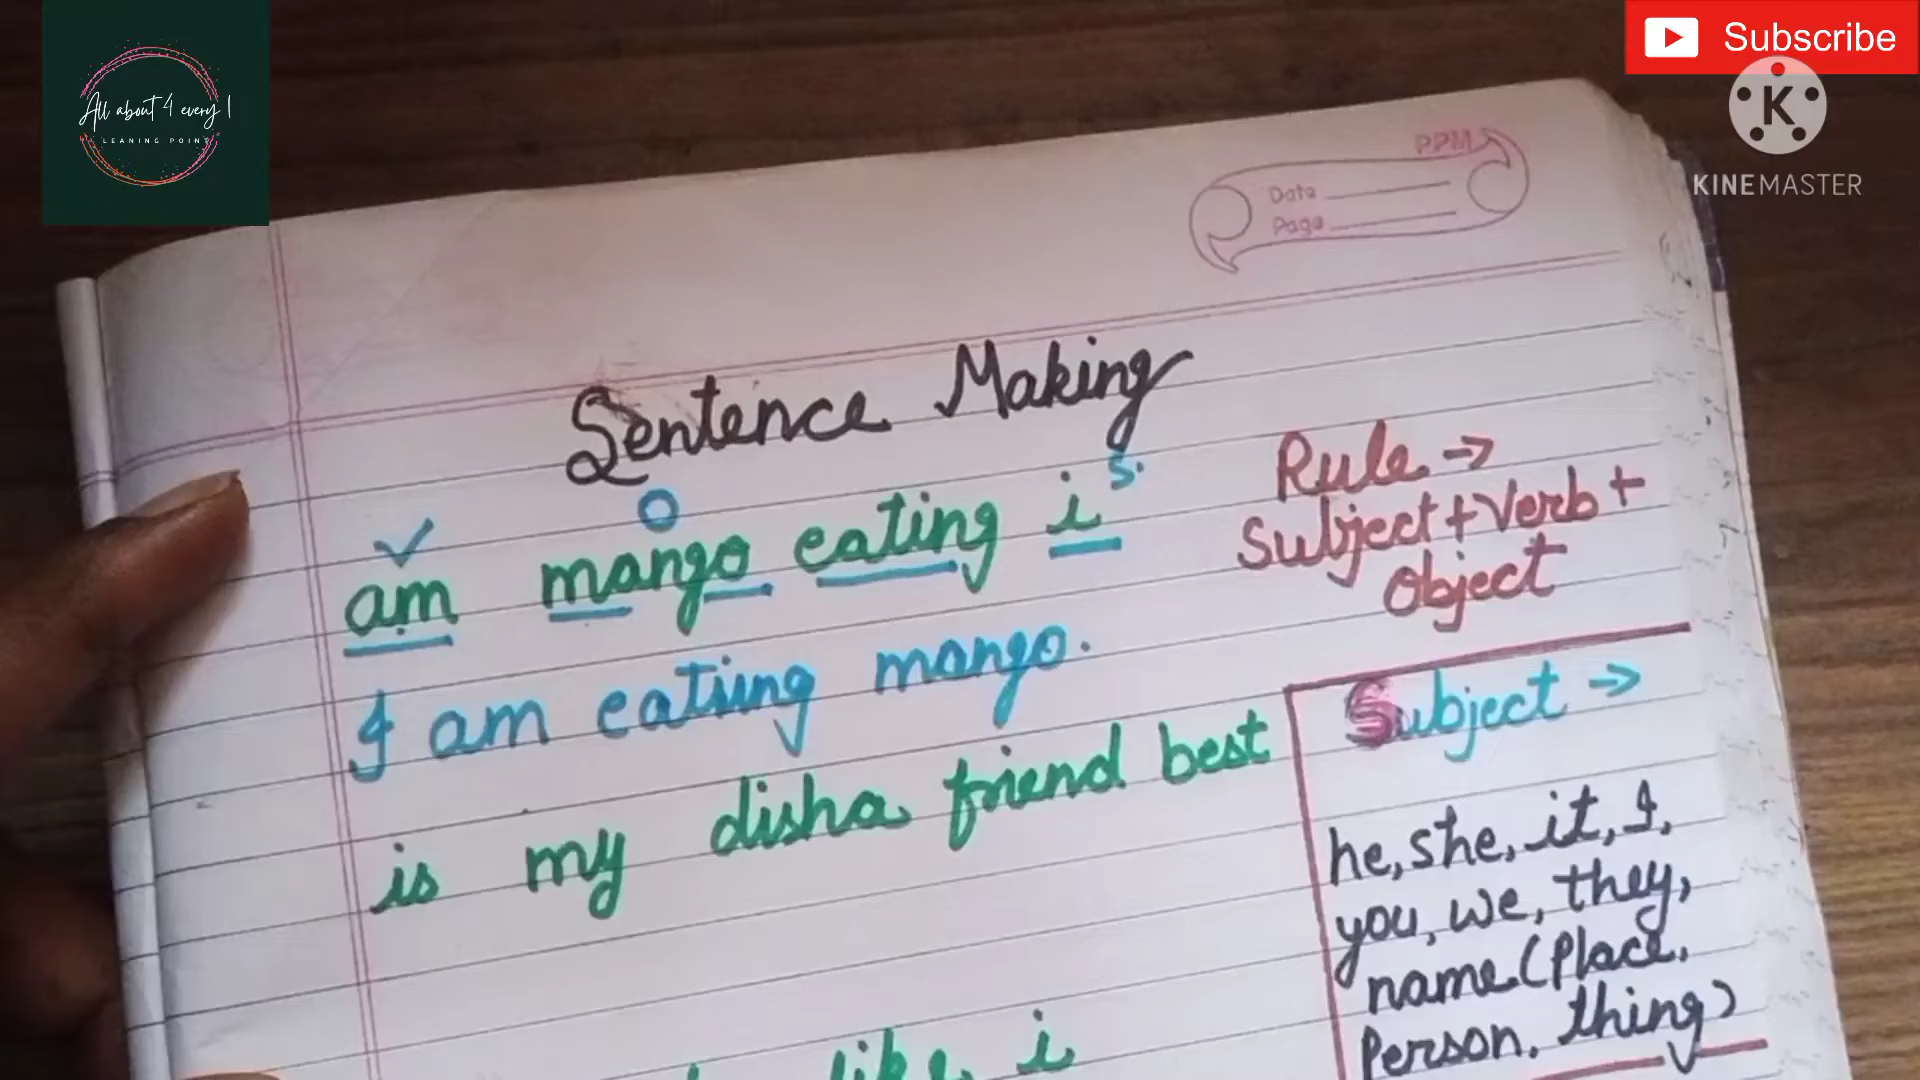 Subscribe
All about 4 every 1
LEANING POINT
K
KINEMASTER
PPM
Date
Page
Sentence Making
O
S.
am mango eating i
I am eating mango.
is my disha friend best
like, i
Rule →
Subject + Verb +
Object
Subject →
he, she, it, I,
you, we, they,
name (Place,
Person, thing)